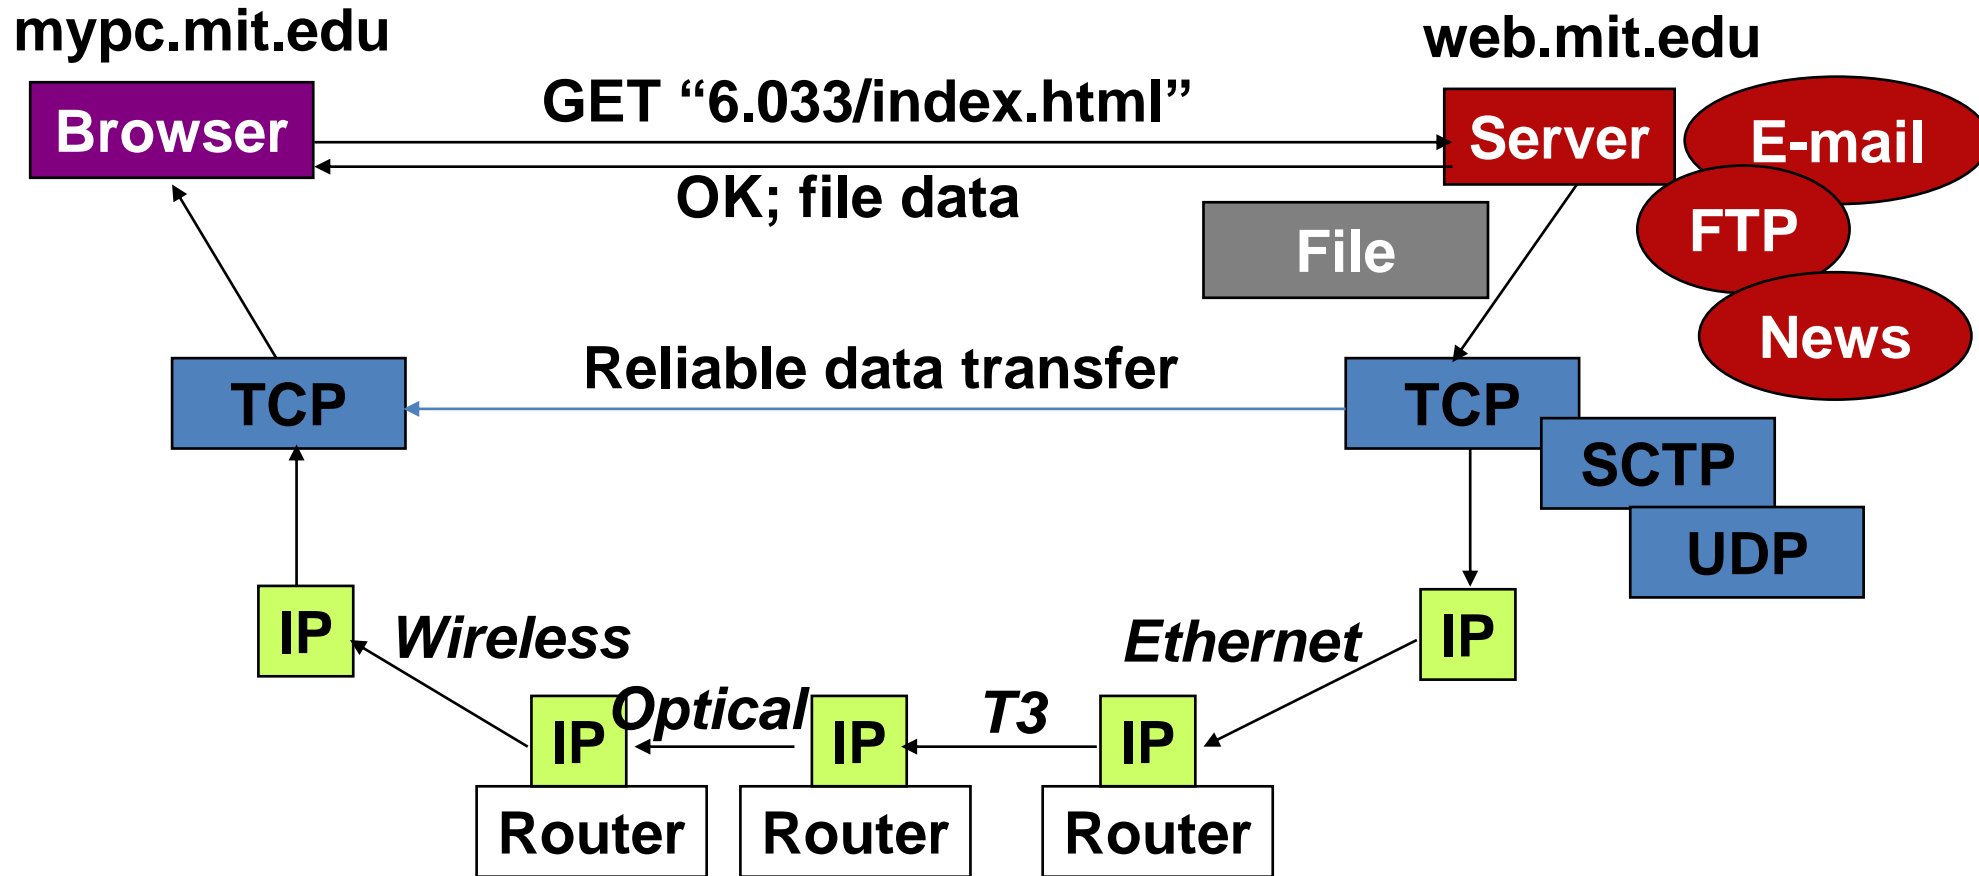 mypc.mit.edu
web.mit.edu
Browser
GET “6.033/index.html”
Server
E-mail
OK; file data
FTP
File
News
Reliable data transfer
TCP
TCP
SCTP
UDP
IP
Wireless
Ethernet
IP
IP
Optical
IP
T3
IP
Router
Router
Router